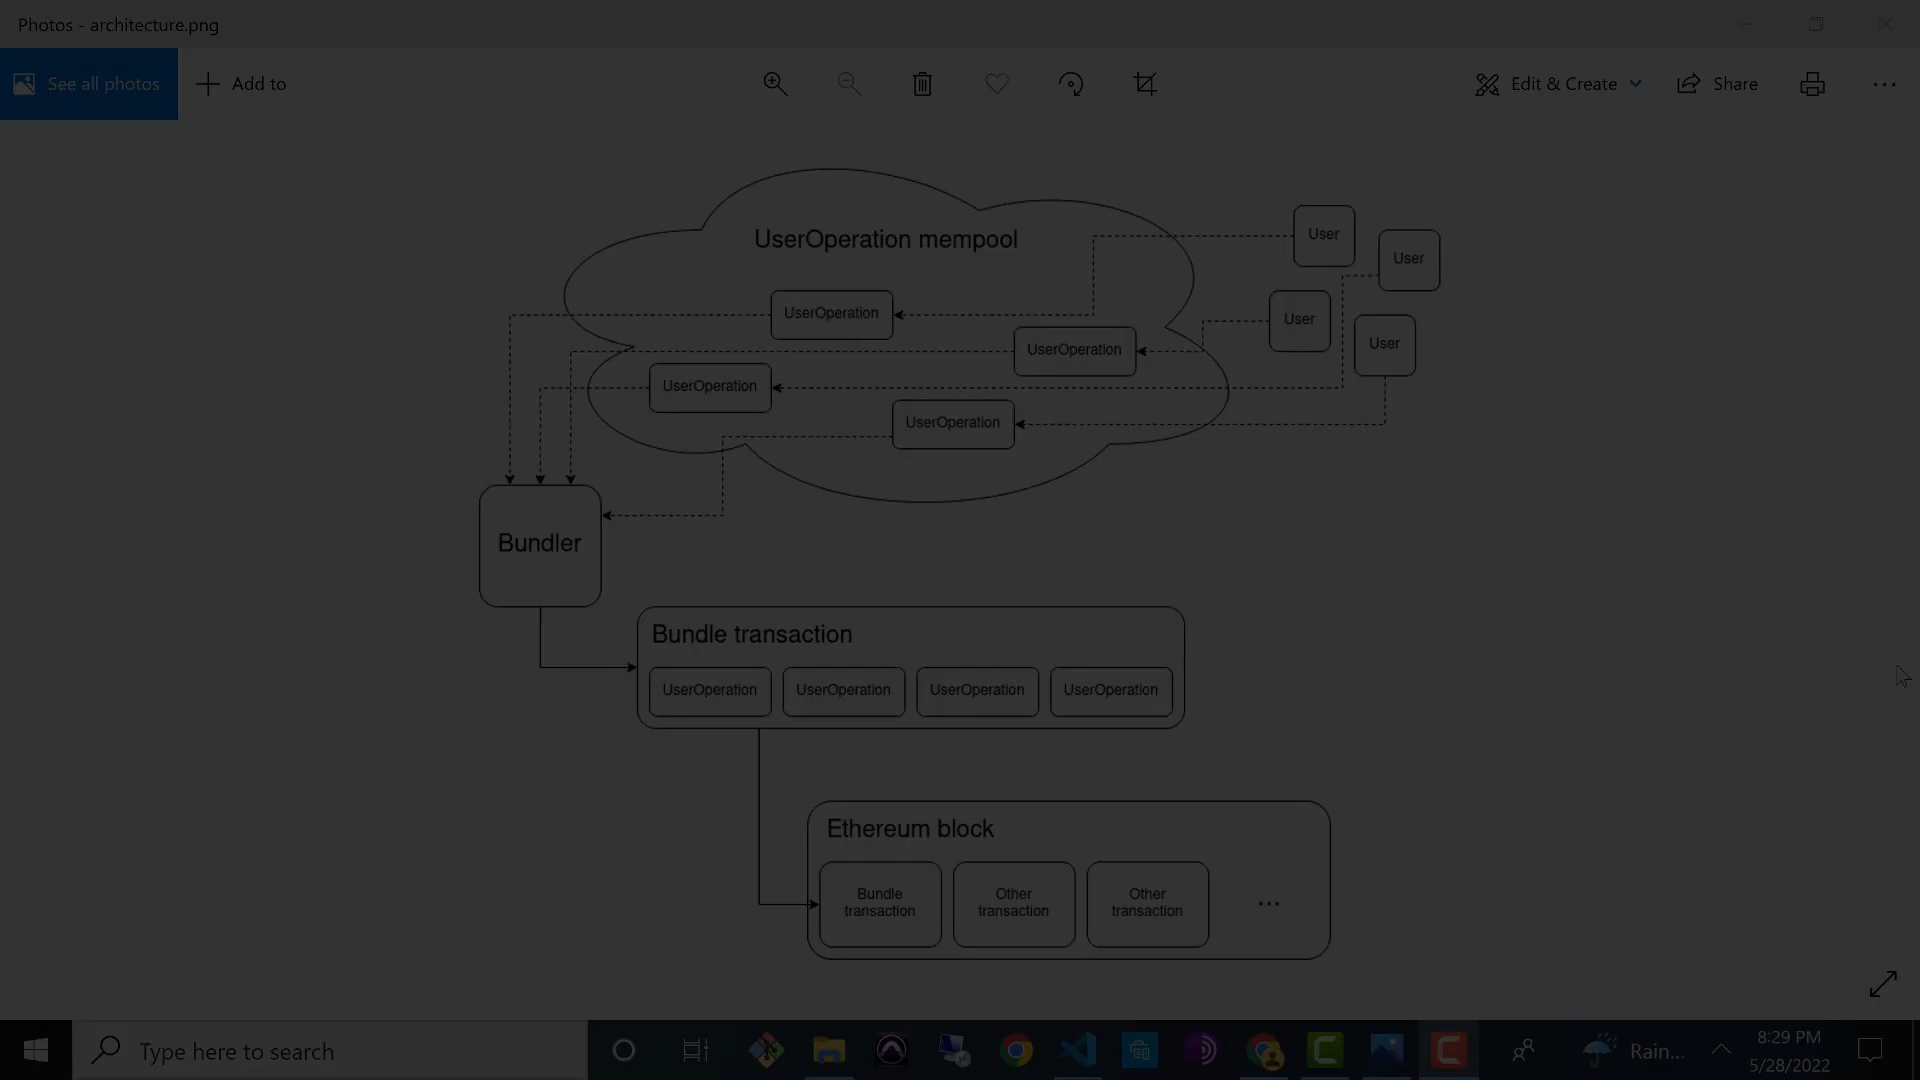 Photos - architecture.png
See all photos
Add to
Edit & Create
Share
UserOperation mempool
User
User
UserOperation
User
User
UserOperation
UserOperation
UserOperation
Bundler
Bundle transaction
UserOperation UserOperation UserOperation UserOperation
Ethereum block
Bundle
transaction
Other
transaction
Other
transaction
...
Type here to search
Rain...
8:29 PM
5/28/2022